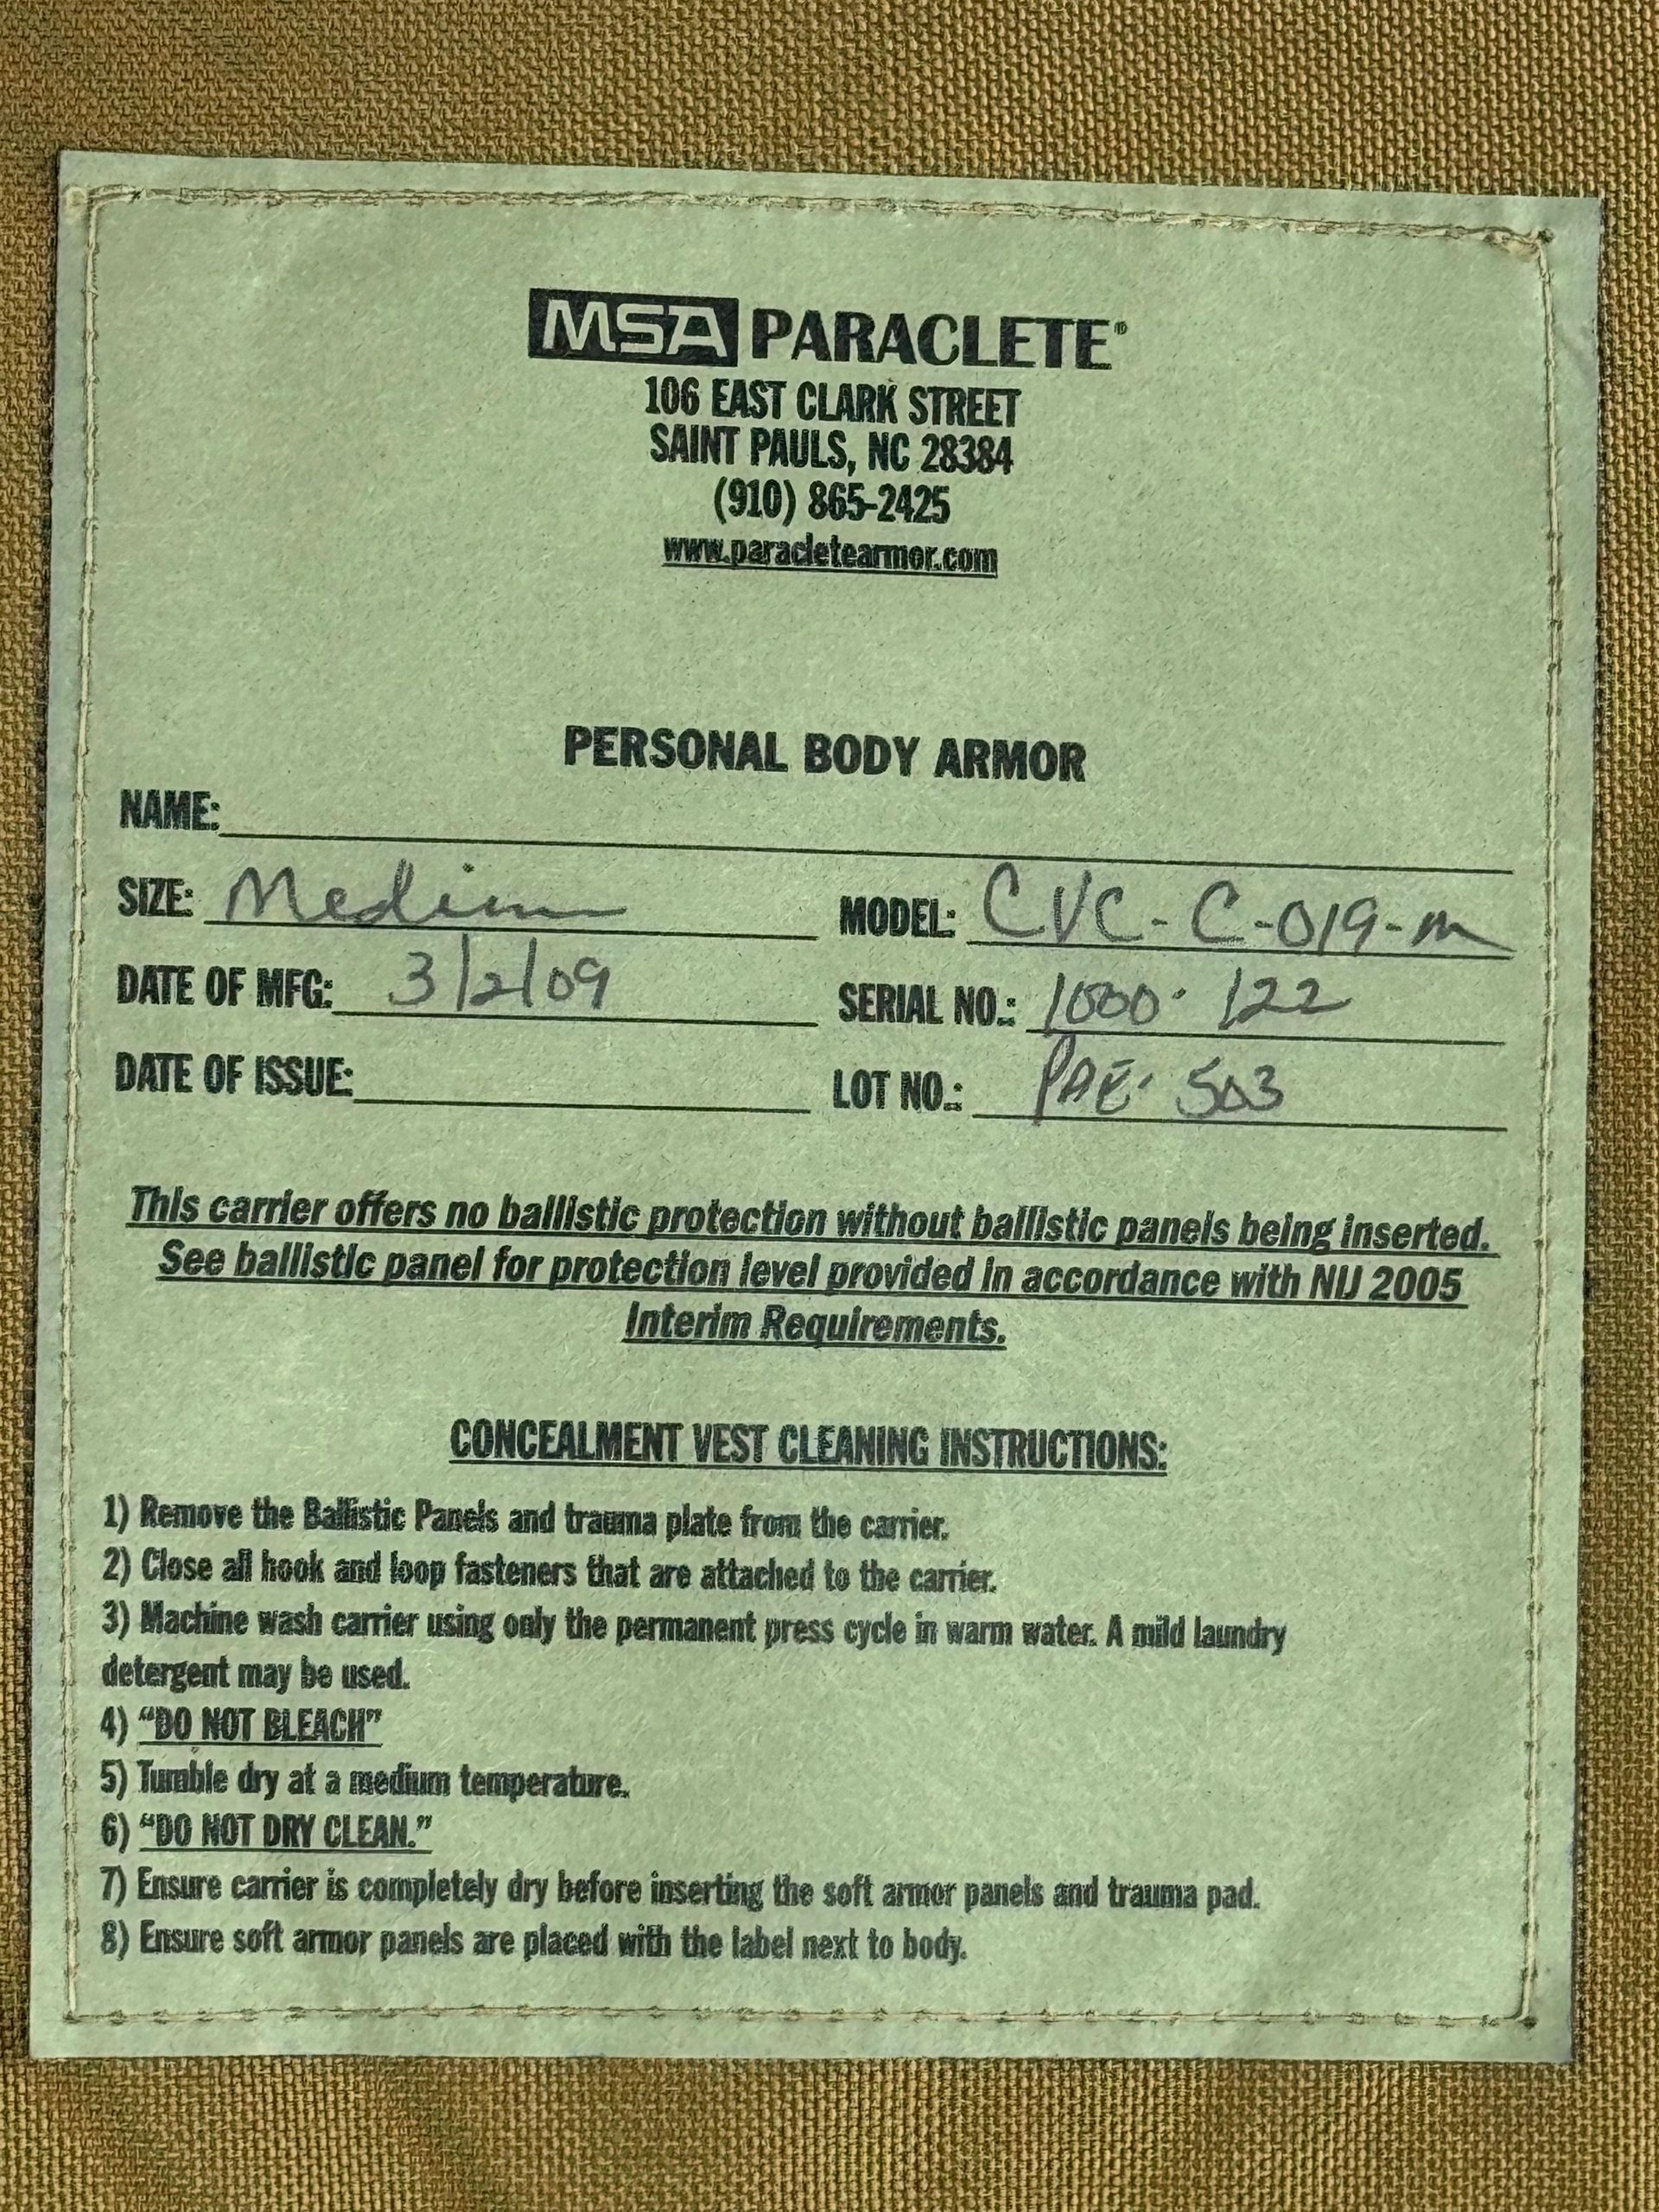 MSA PARACLETE®
106 EAST CLARK STREET
SAINT PAULS, NC 28384
(910) 865-2425
www.paracletearmor.com
PERSONAL BODY ARMOR
NAME:
SIZE: Medium MODEL: CVC-C-019-m
DATE OF MFG: 3/2/09 SERIAL NO.: 1000-122
DATE OF ISSUE: LOT NO.: PAE-503
This carrier offers no ballistic protection without ballistic panels being inserted.
See ballistic panel for protection level provided in accordance with NIJ 2005
Interim Requirements.
CONCEALMENT VEST CLEANING INSTRUCTIONS:
1) Remove the Ballistic Panels and trauma plate from the carrier.
2) Close all hook and loop fasteners that are attached to the carrier.
3) Machine wash carrier using only the permanent press cycle in warm water. A mild laundry
detergent may be used.
4) “DO NOT BLEACH”
5) Tumble dry at a medium temperature.
6) “DO NOT DRY CLEAN.”
7) Ensure carrier is completely dry before inserting the soft armor panels and trauma pad.
8) Ensure soft armor panels are placed with the label next to body.